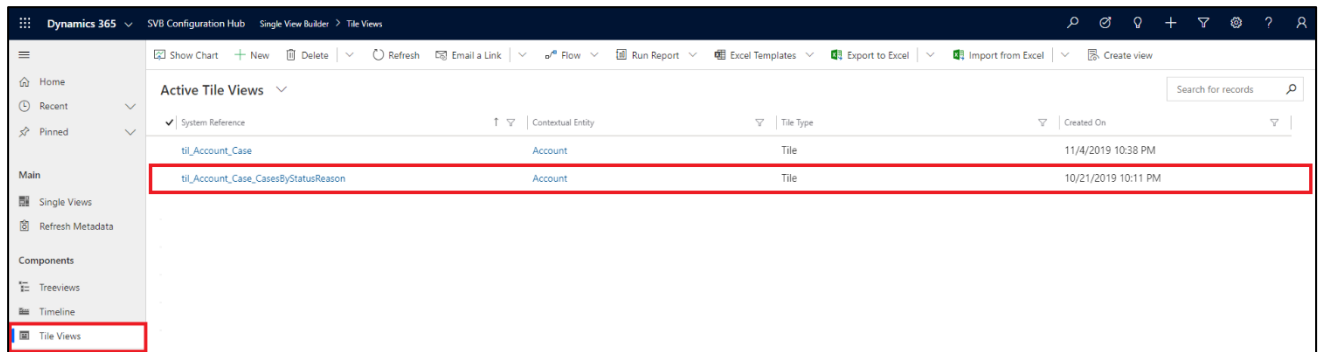 Dynamics 365 SVB Configuration Hub Single View Builder > Tile Views
Show Chart New Delete Refresh Email a Link Flow Run Report Excel Templates Export to Excel Import from Excel Create view
Home
Recent
Pinned
Active Tile Views Search for records
System Reference Contextual Entity Tile Type Created On
til_Account_Case Account Tile 11/4/2019 10:38 PM
til_Account_Case_CasesByStatusReason Account Tile 10/21/2019 10:11 PM
Main
Single Views
Refresh Metadata
Components
Treeviews
Timeline
Tile Views